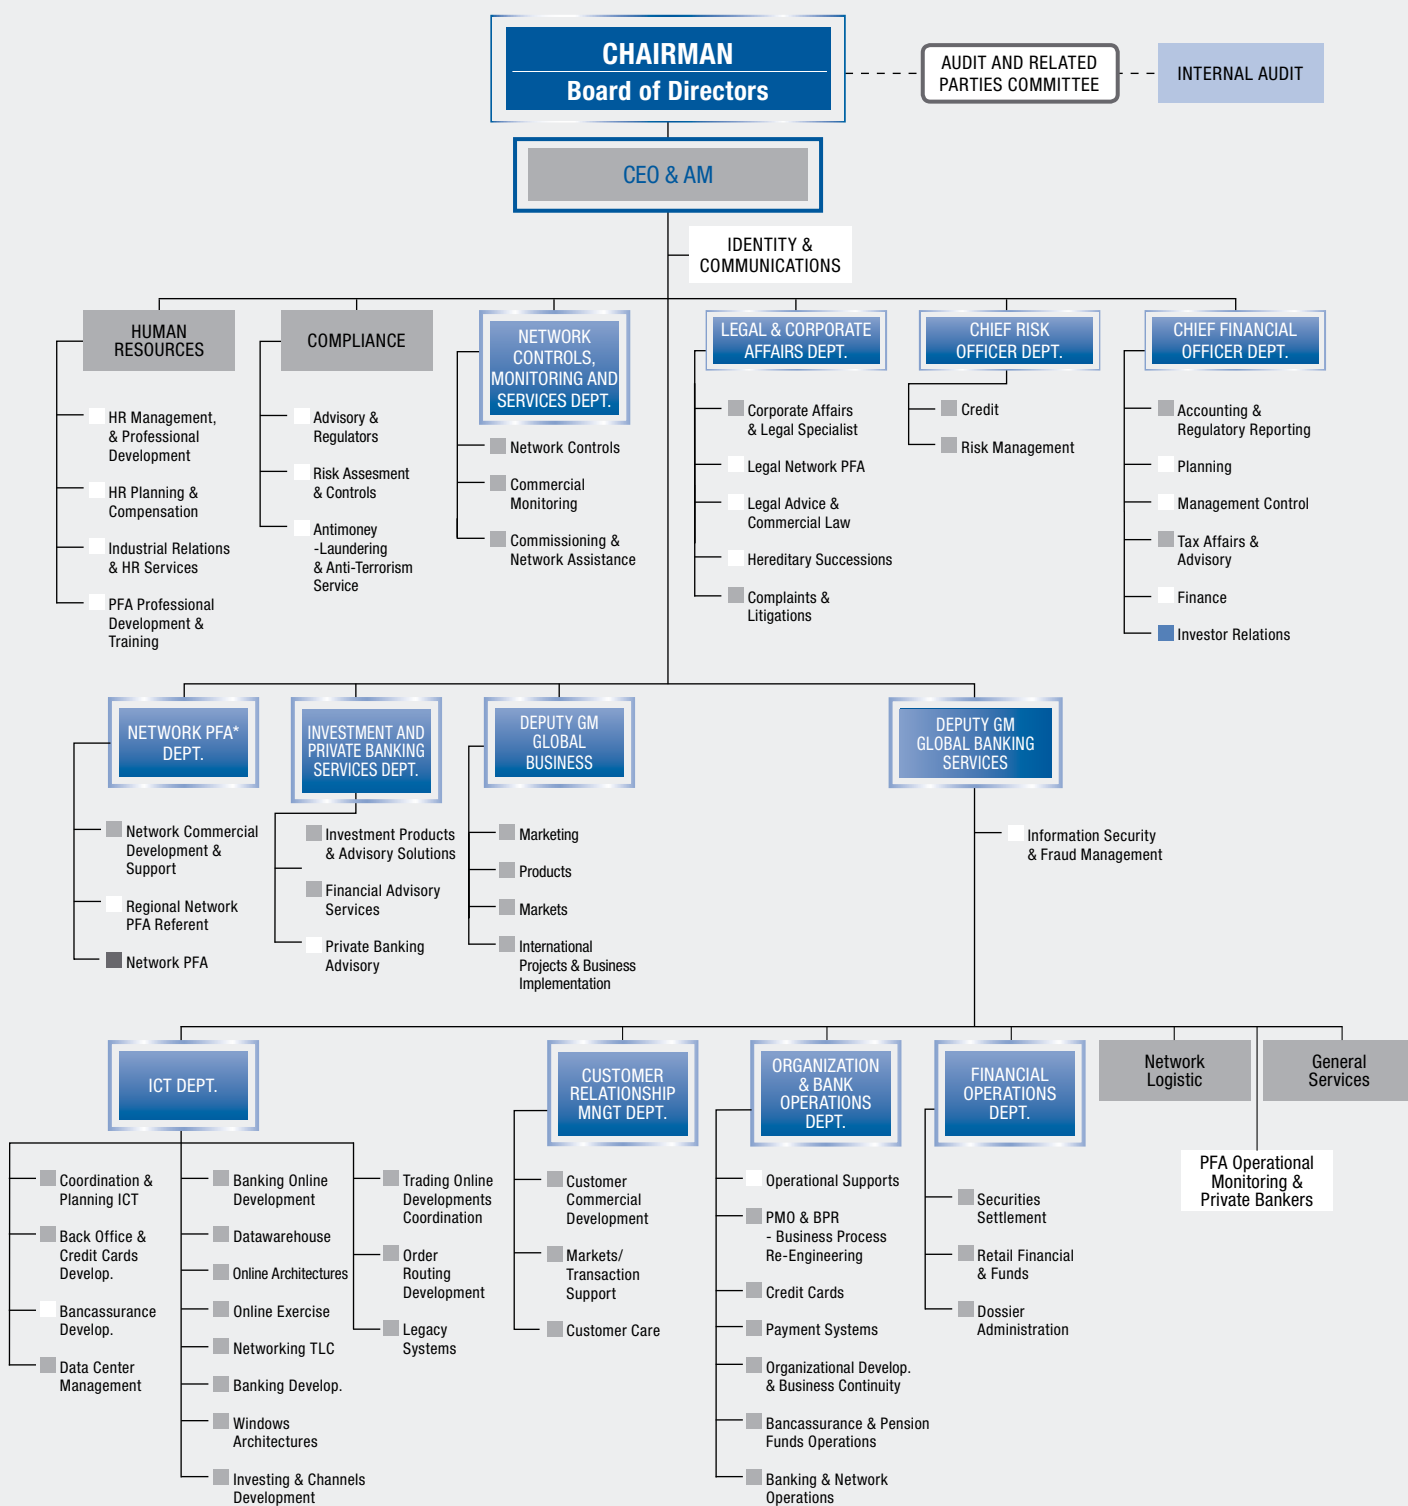 CHAIRMAN
Board of Directors
AUDIT AND RELATED
PARTIES COMMITTEE
INTERNAL AUDIT
CEO & AM
IDENTITY &
COMMUNICATIONS
HUMAN
RESOURCES
HR Management,
& Professional
Development
HR Planning &
Compensation
Industrial Relations
& HR Services
PFA Professional
Development &
Training
COMPLIANCE
Advisory &
Regulators
Risk Assesment
& Controls
Antimoney
-Laundering
& Anti-Terrorism
Service
NETWORK
CONTROLS,
MONITORING AND
SERVICES DEPT.
Network Controls
Commercial
Monitoring
Commissioning &
Network Assistance
LEGAL & CORPORATE
AFFAIRS DEPT.
Corporate Affairs
& Legal Specialist
Legal Network PFA
Legal Advice &
Commercial Law
Hereditary Successions
Complaints &
Litigations
CHIEF RISK
OFFICER DEPT.
Credit
Risk Management
CHIEF FINANCIAL
OFFICER DEPT.
Accounting &
Regulatory Reporting
Planning
Management Control
Tax Affairs &
Advisory
Finance
Investor Relations
NETWORK PFA*
DEPT.
Network Commercial
Development &
Support
Regional Network
PFA Referent
Network PFA
INVESTMENT AND
PRIVATE BANKING
SERVICES DEPT.
Investment Products
& Advisory Solutions
Financial Advisory
Services
Private Banking
Advisory
DEPUTY GM
GLOBAL
BUSINESS
Marketing
Products
Markets
International
Projects & Business
Implementation
DEPUTY GM
GLOBAL BANKING
SERVICES
Information Security
& Fraud Management
ICT DEPT.
Coordination &
Planning ICT
Back Office &
Credit Cards
Develop.
Bancassurance
Develop.
Data Center
Management
Banking Online
Development
Datawarehouse
Online Architectures
Online Exercise
Networking TLC
Banking Develop.
Windows
Architectures
Investing & Channels
Development
Trading Online
Developments
Coordination
Order
Routing
Development
Legacy
Systems
CUSTOMER
RELATIONSHIP
MNGT DEPT.
Customer
Commercial
Development
Markets/
Transaction
Support
Customer Care
ORGANIZATION
& BANK
OPERATIONS
DEPT.
Operational Supports
PMO & BPR
- Business Process
Re-Engineering
Credit Cards
Payment Systems
Organizational Develop.
& Business Continuity
Bancassurance & Pension
Funds Operations
Banking & Network
Operations
FINANCIAL
OPERATIONS
DEPT.
Securities
Settlement
Retail Financial
& Funds
Dossier
Administration
Network
Logistic
PFA Operational
Monitoring &
Private Bankers
General
Services